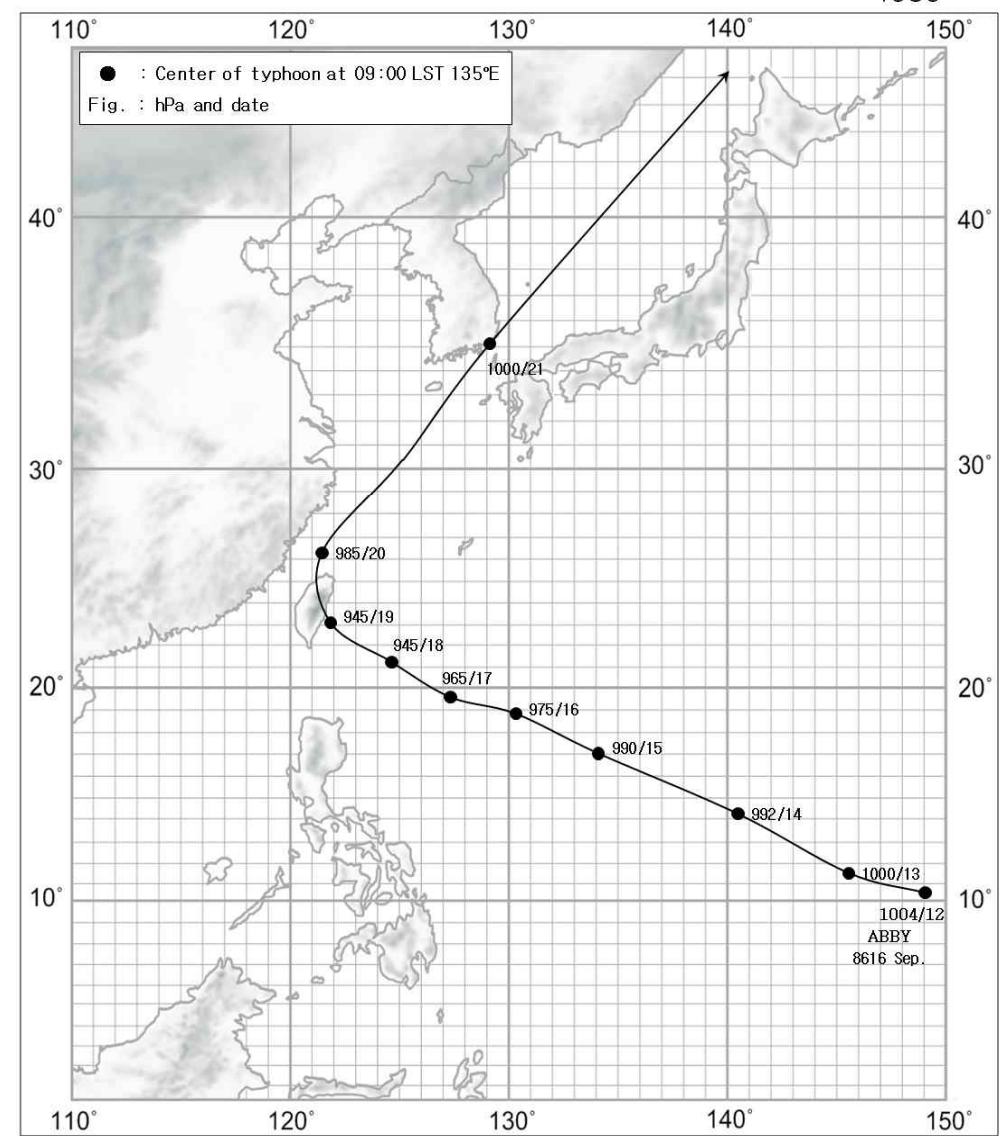 110° 120° 130° 140° 150°
● : Center of typhoon at 09:00 LST 135°E
Fig. : hPa and date
40° 40°
1000/21
30° 30°
985/20
945/19
945/18
965/17
20° 20°
975/16
990/15
992/14
1000/13
10° 10°
1004/12
ABBY
8616 Sep.
110° 120° 130° 140° 150°